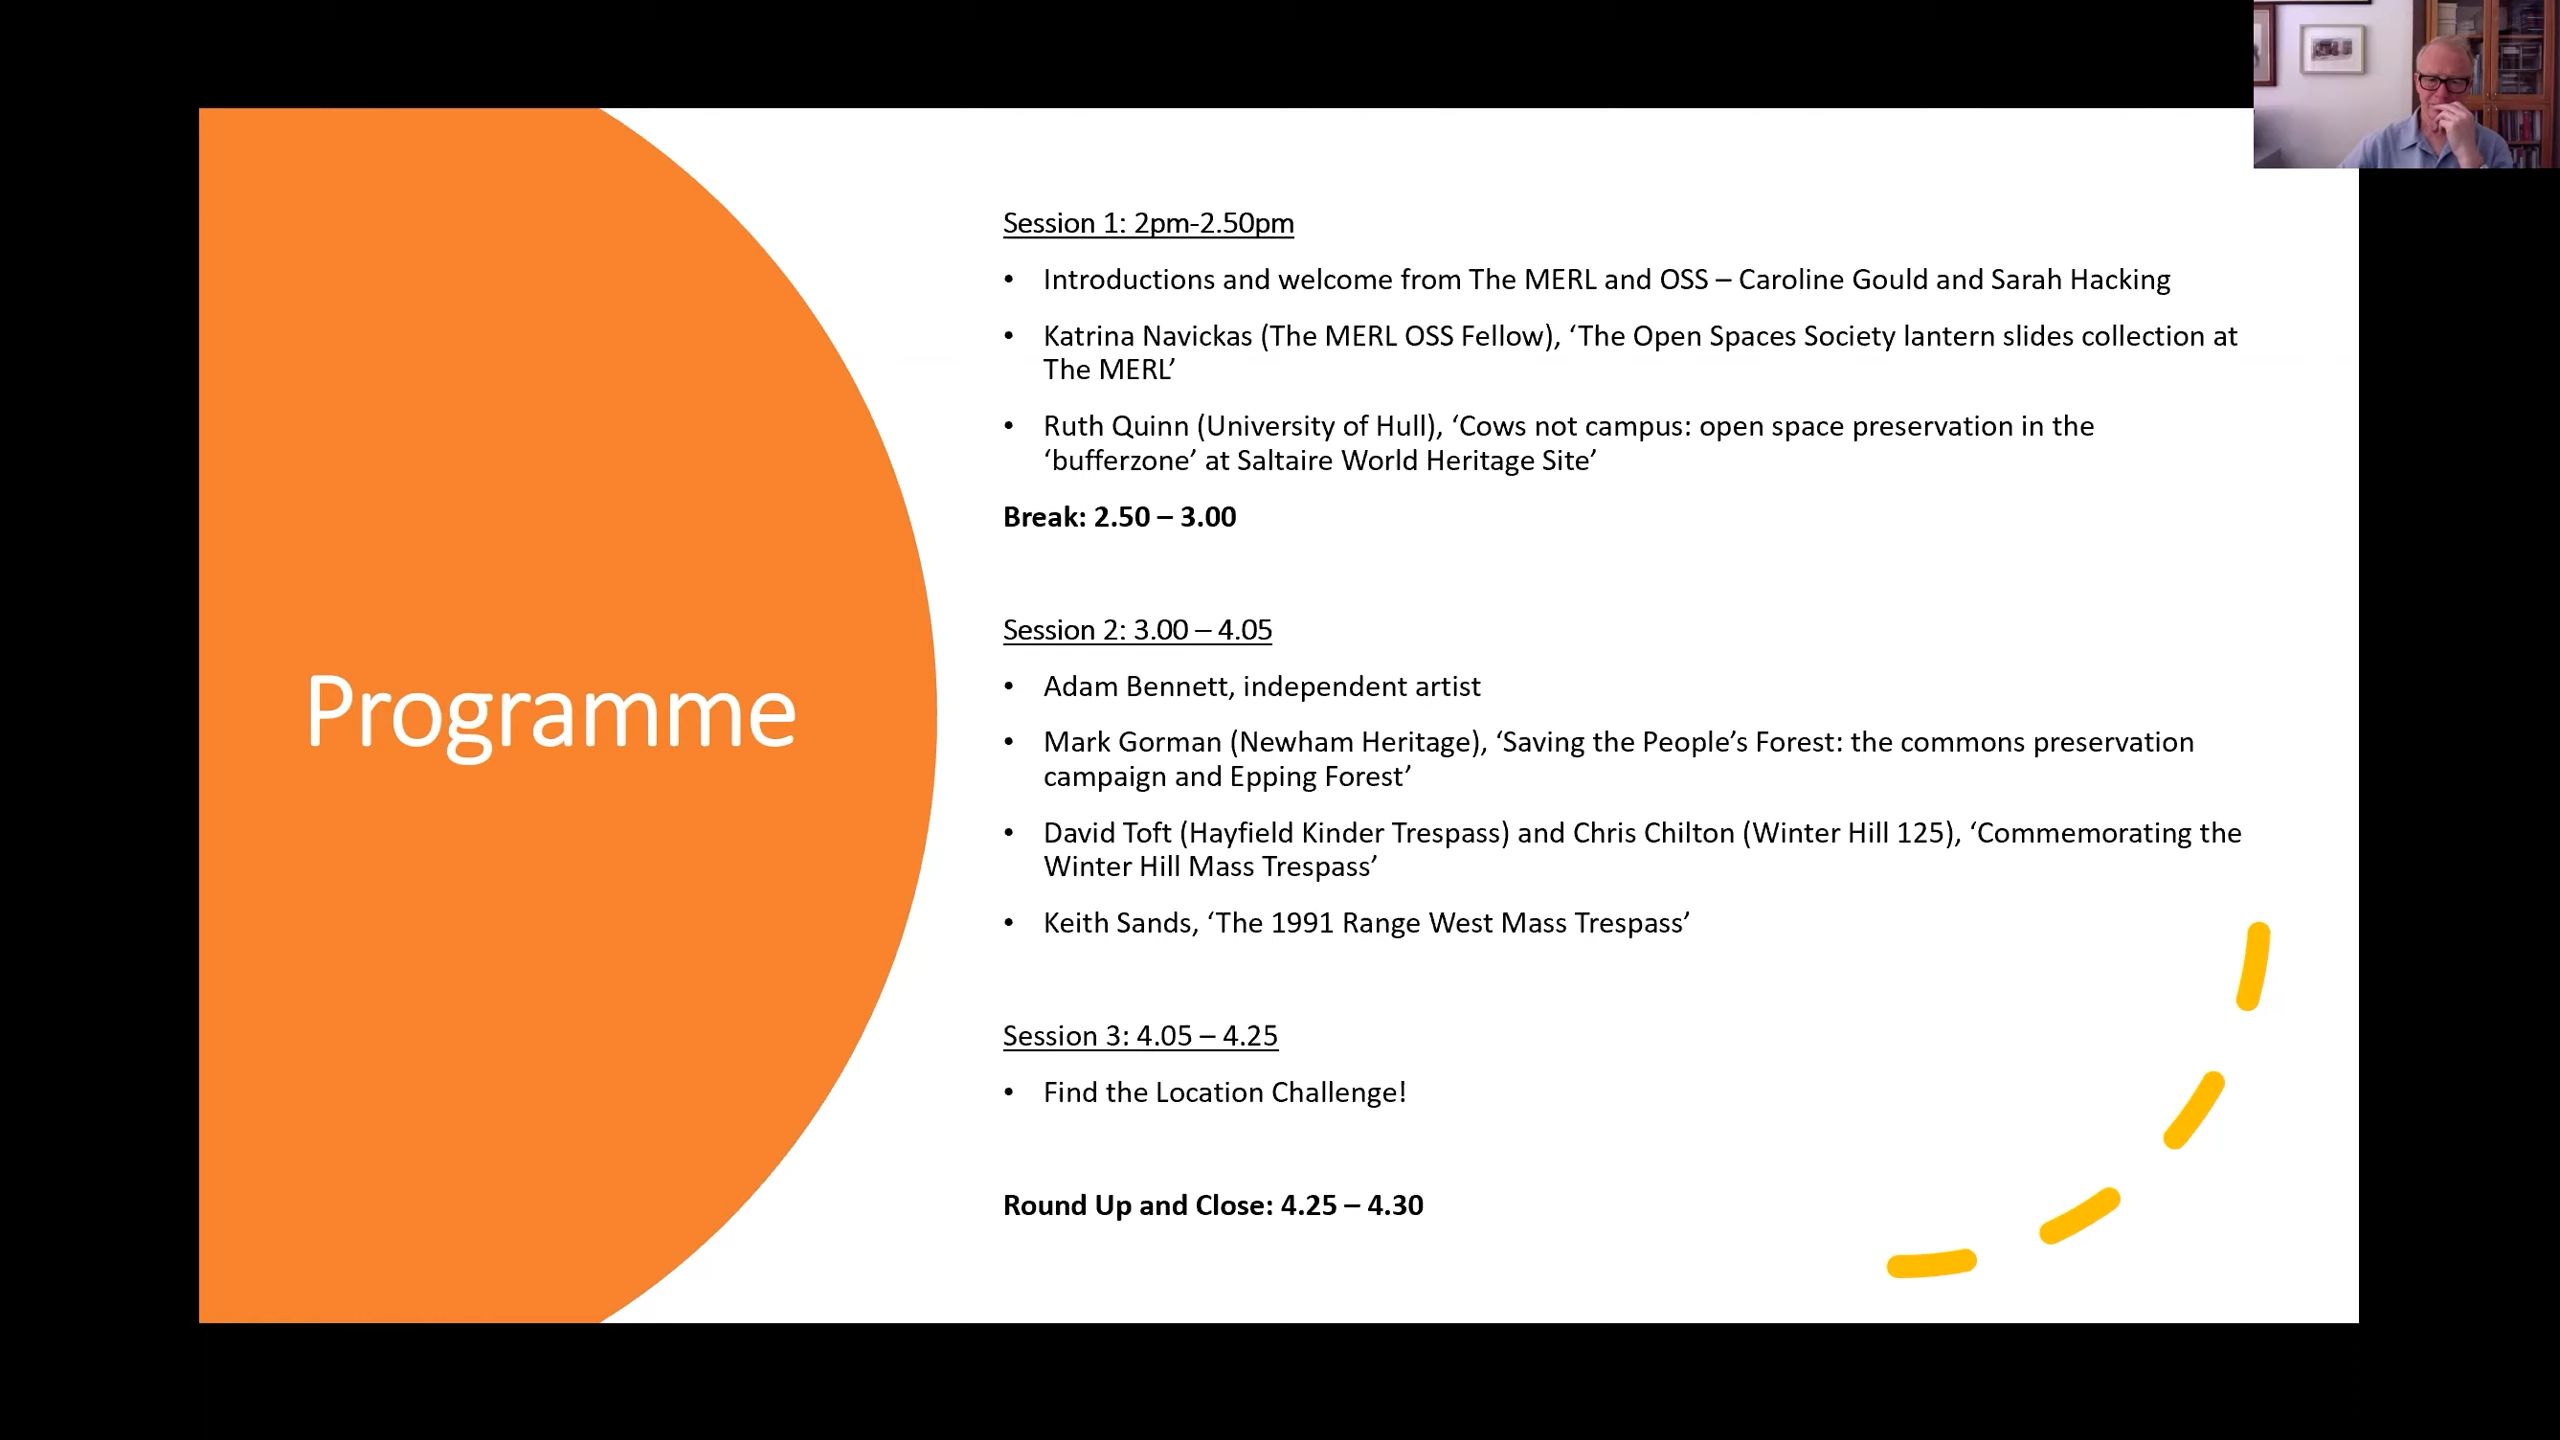 Programme
Session 1: 2pm-2.50pm
• Introductions and welcome from The MERL and OSS – Caroline Gould and Sarah Hacking
• Katrina Navickas (The MERL OSS Fellow), ‘The Open Spaces Society lantern slides collection at
The MERL’
• Ruth Quinn (University of Hull), ‘Cows not campus: open space preservation in the
‘bufferzone’ at Saltaire World Heritage Site’
Break: 2.50 – 3.00
Session 2: 3.00 – 4.05
• Adam Bennett, independent artist
• Mark Gorman (Newham Heritage), ‘Saving the People’s Forest: the commons preservation
campaign and Epping Forest’
• David Toft (Hayfield Kinder Trespass) and Chris Chilton (Winter Hill 125), ‘Commemorating the
Winter Hill Mass Trespass’
• Keith Sands, ‘The 1991 Range West Mass Trespass’
Session 3: 4.05 – 4.25
• Find the Location Challenge!
Round Up and Close: 4.25 – 4.30